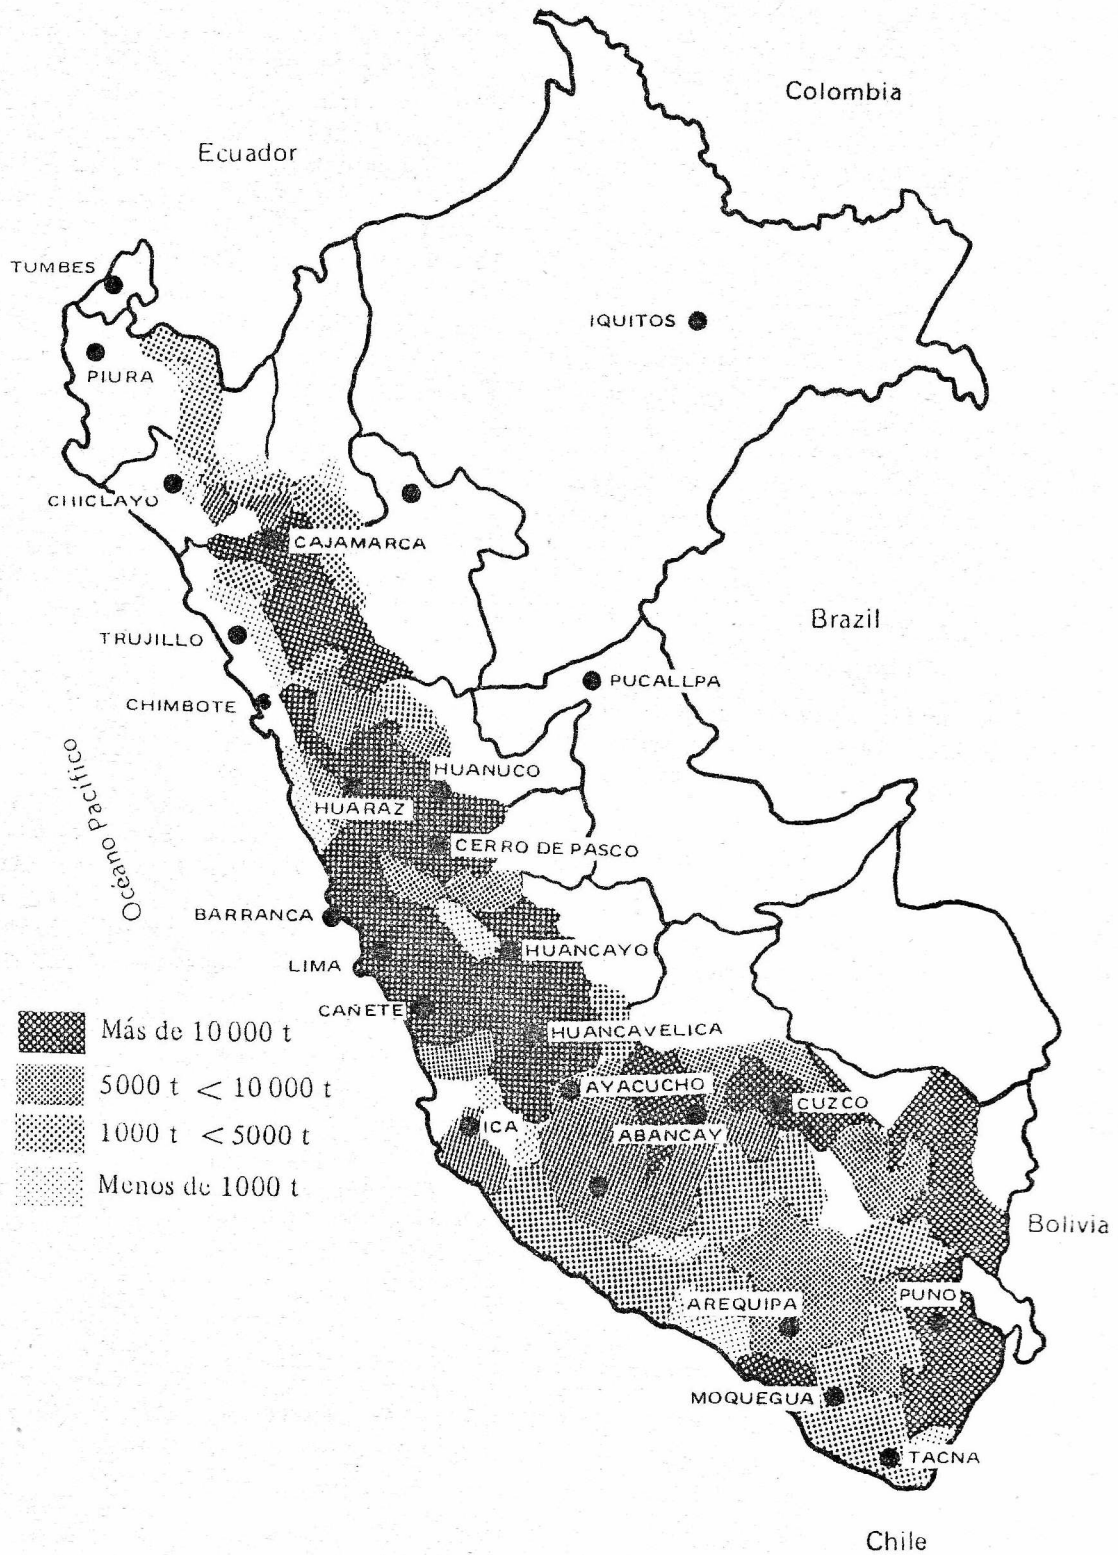 Colombia
Ecuador
TUMBES
IQUITOS
PIURA
CHICLAYO
CAJAMARCA
Brazil
TRUJILLO
PUCALLPA
CHIMBOTE
Océano Pacífico
HUANUCO
HUARAZ
CERRO DE PASCO
BARRANCA
HUANCAYO
LIMA
CAÑETE
HUANCAVELICA
Más de 10 000 t
5000 t < 10 000 t
1000 t < 5000 t
Menos de 1000 t
AYACUCHO
CUZCO
ICA
ABANCAY
Bolivia
PUNO
AREQUIPA
MOQUEGUA
TACNA
Chile